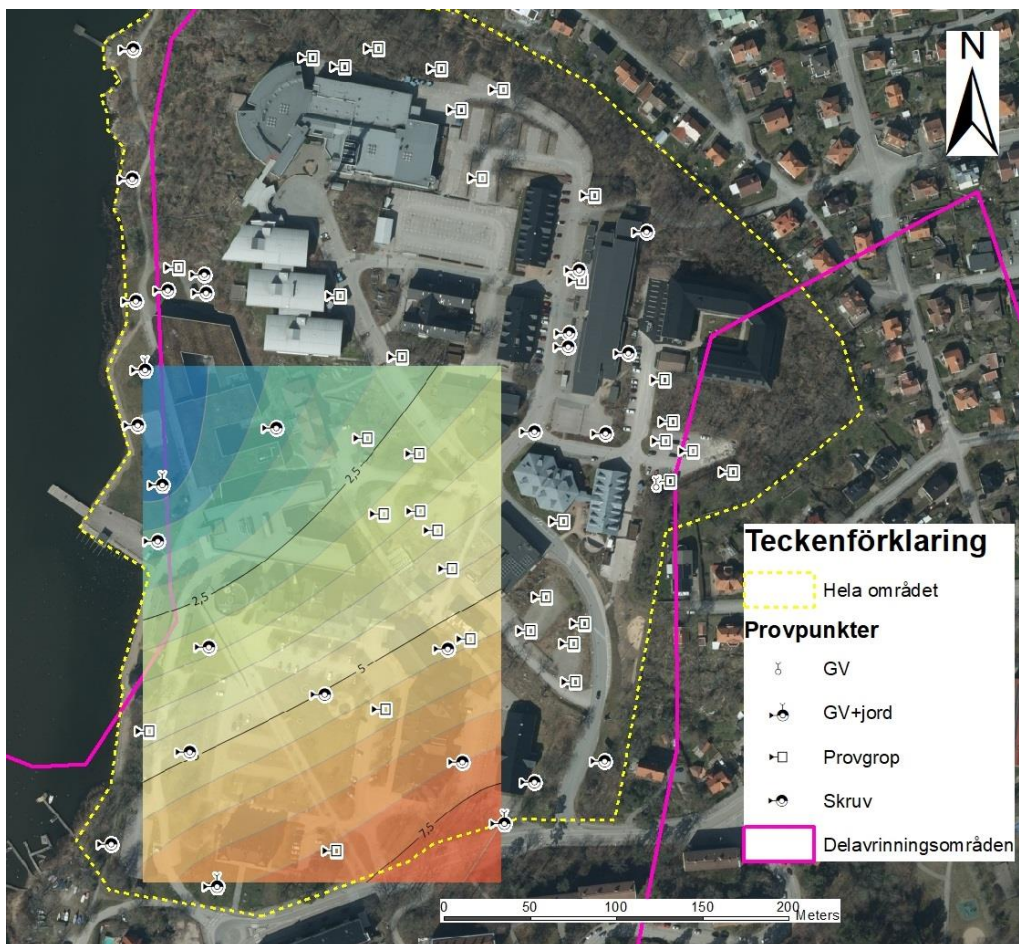 N
2,5
2,5
5
7,5
Teckenförklaring
Hela området
Provpunkter
GV
GV+jord
Provgrop
Skruv
Delavrinningsområden
0 50 100 150 200
Meters